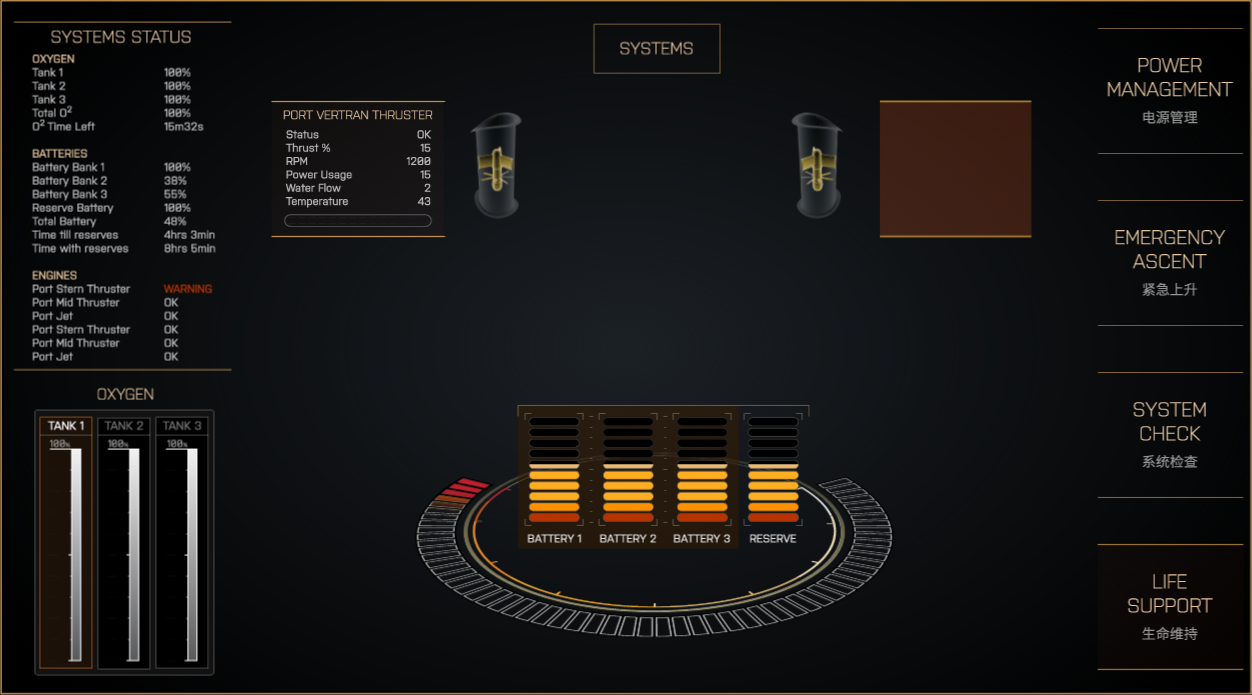 SYSTEMS STATUS
OXYGEN
Tank 1 100%
Tank 2 100%
Tank 3 100%
Total O² 100%
O² Time Left 15m32s
BATTERIES
Battery Bank 1 100%
Battery Bank 2 38%
Battery Bank 3 55%
Reserve Battery 100%
Total Battery 48%
Time till reserves 4hrs 3min
Time with reserves 8hrs 5min
ENGINES
Port Stern Thruster WARNING
Port Mid Thruster OK
Port Jet OK
Port Stern Thruster OK
Port Mid Thruster OK
Port Jet OK
OXYGEN
TANK 1 TANK 2 TANK 3
100% 100% 100%
SYSTEMS
PORT VERTRAN THRUSTER
Status OK
Thrust % 15
RPM 1200
Power Usage 15
Water Flow 2
Temperature 43
BATTERY 1 BATTERY 2 BATTERY 3 RESERVE
POWER
MANAGEMENT
电源管理
EMERGENCY
ASCENT
紧急上升
SYSTEM
CHECK
系统检查
LIFE
SUPPORT
生命维持